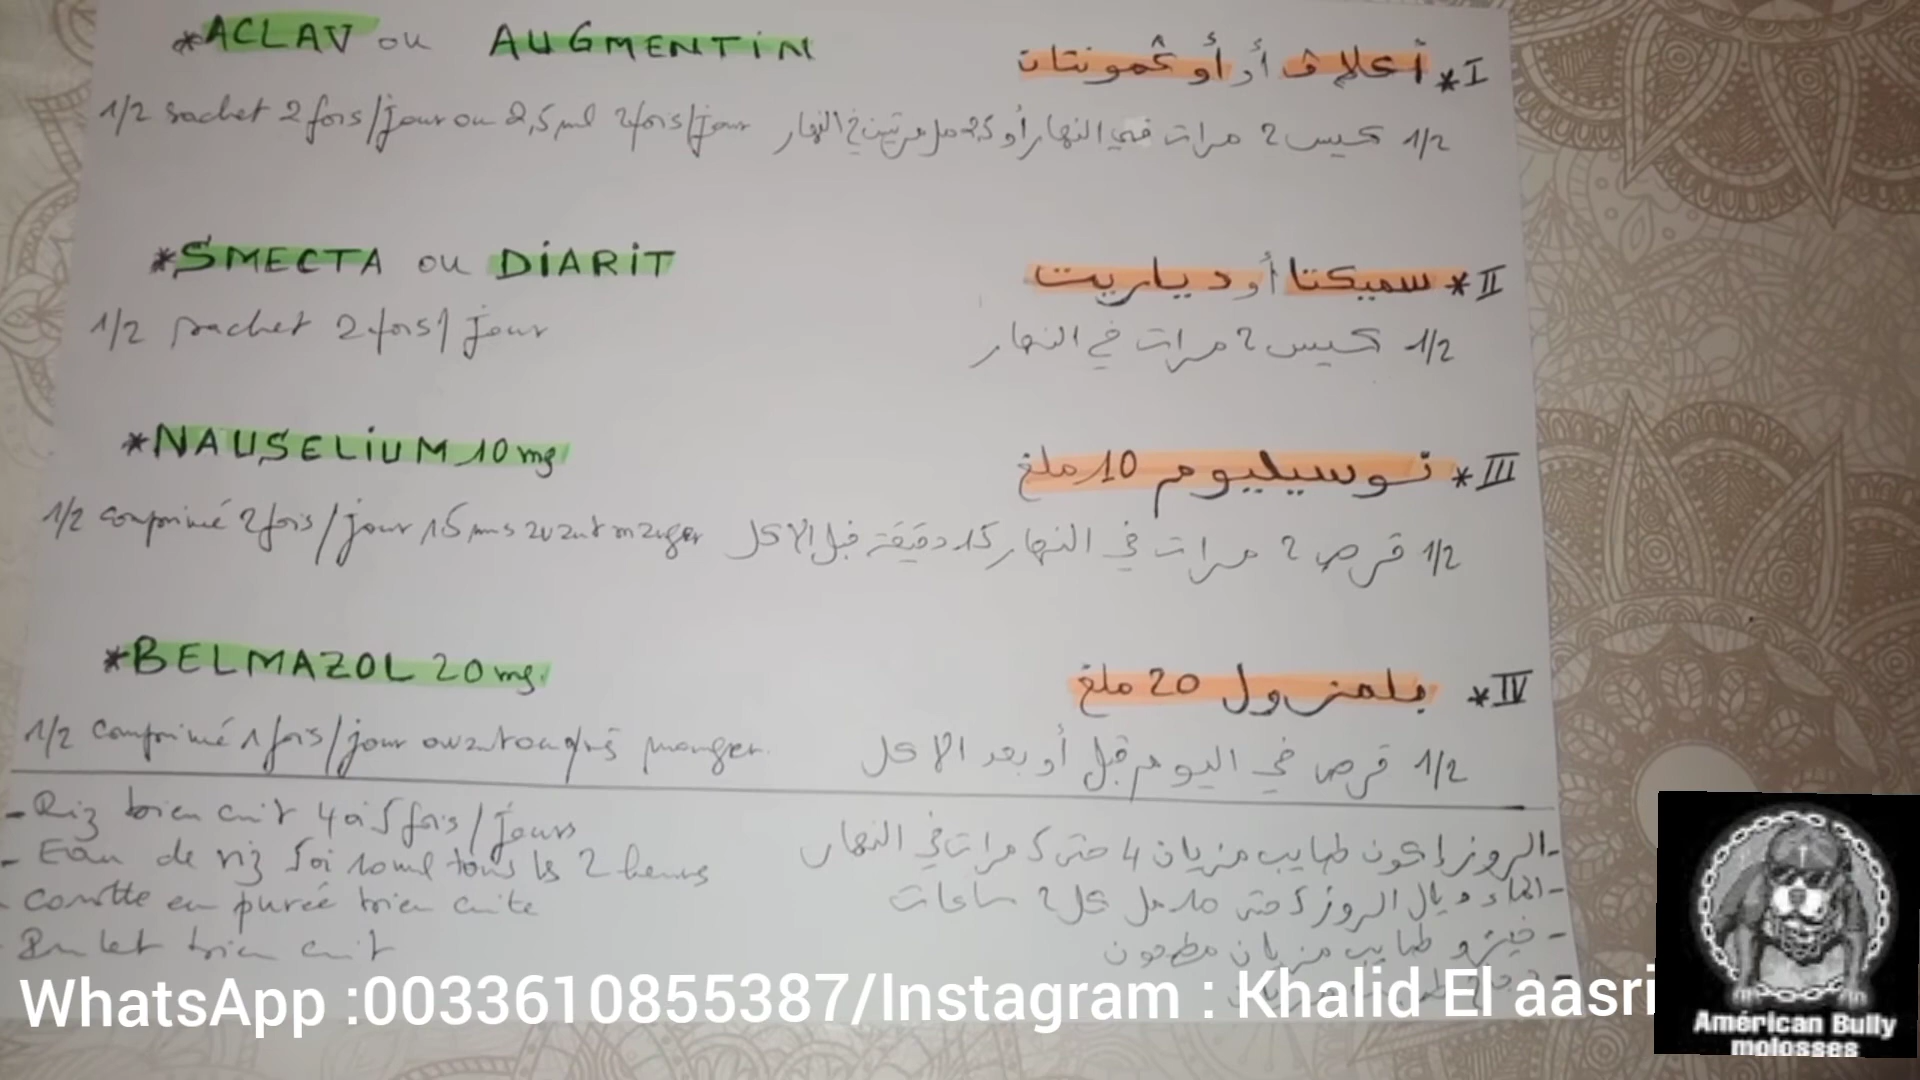 *ACLAV ou AUGMENTiN
I* أكلاف أو أوڭمونتان
1/2 sachet 2 fois/jour ou 2,5 ml 2 fois/jour
1/2 كيس 2 مرات في النهار أو 2.5 مل مرتين في النهار
*SMECTA ou DiARiT
II* سميكتا أو دياريت
1/2 sachet 2 fois/jour
1/2 كيس 2 مرات في النهار
*NAUSELiUM 10 mg
III* نوسيليوم 10 ملغ
1/2 comprimé 2 fois/jour 15 mns avant manger
1/2 قرص 2 مرات في النهار 15 دقيقة قبل الاكل
*BELMAZOL 20 mg.
IV* بلمزول 20 ملغ
1/2 comprimé 1 fois/jour avant ou après manger.
1/2 قرص في اليوم قبل أو بعد الاكل
- Riz bien cuit 4 à 5 fois/jours
- الروز إكون طايب مزيان 4 حتى 5 مرات في النهار
- Eau de riz 5 à 10 ml tous les 2 heures
- الماء ديال الروز 5 حتى 10 مل كل 2 ساعات
- carotte en purée bien cuite
- خيزو طايب مزيان مطحون
- Poulet bien cuit
WhatsApp :0033610855387/Instagram : Khalid El aasri
Américan Bully
molosses